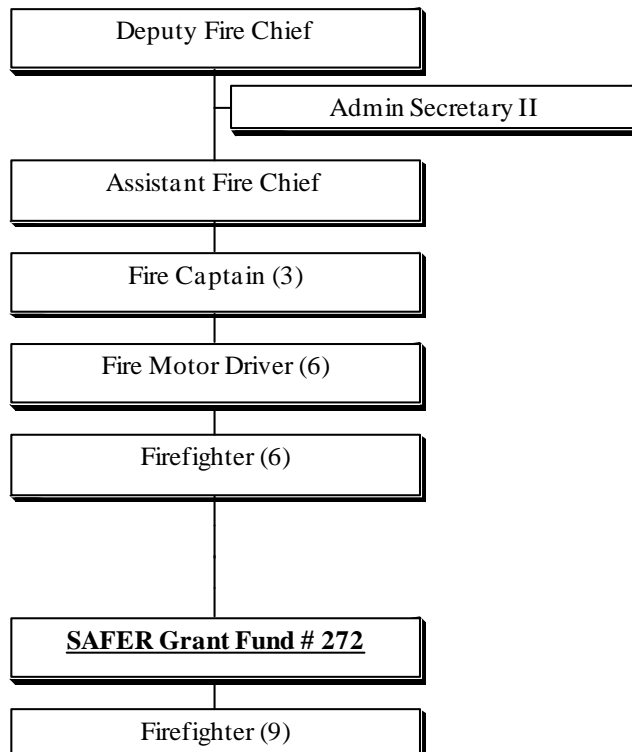 Deputy Fire Chief
Admin Secretary II
Assistant Fire Chief
Fire Captain (3)
Fire Motor Driver (6)
Firefighter (6)
SAFER Grant Fund # 272
Firefighter (9)